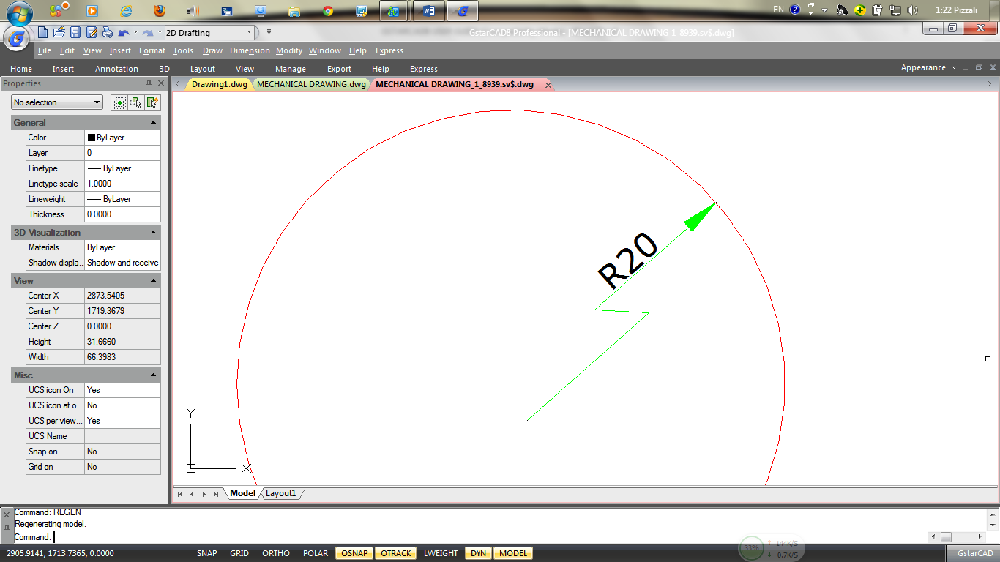 EN
1:22 Pizzali
2D Drafting
GstarCAD8 Professional - [MECHANICAL DRAWING_1_8939.sv$.dwg]
File Edit View Insert Format Tools Draw Dimension Modify Window Help Express
Home Insert Annotation 3D Layout View Manage Export Help Express Appearance
Properties
Drawing1.dwg MECHANICAL DRAWING.dwg MECHANICAL DRAWING_1_8939.sv$.dwg
No selection
General
Color ByLayer
Layer 0
Linetype ByLayer
Linetype scale 1.0000
Lineweight ByLayer
Thickness 0.0000
3D Visualization
Materials ByLayer
Shadow displa... Shadow and receive
View
Center X 2873.5405
Center Y 1719.3679
Center Z 0.0000
Height 31.6660
Width 66.3983
Misc
UCS icon On Yes
UCS icon at o... No
UCS per view... Yes
UCS Name
Snap on No
Grid on No
R20
Y
X
Model Layout1
Command: REGEN
Regenerating model.
Command:
2905.9141, 1713.7365, 0.0000 SNAP GRID ORTHO POLAR OSNAP OTRACK LWEIGHT DYN MODEL
33%
144K/S
0.7K/S
GstarCAD